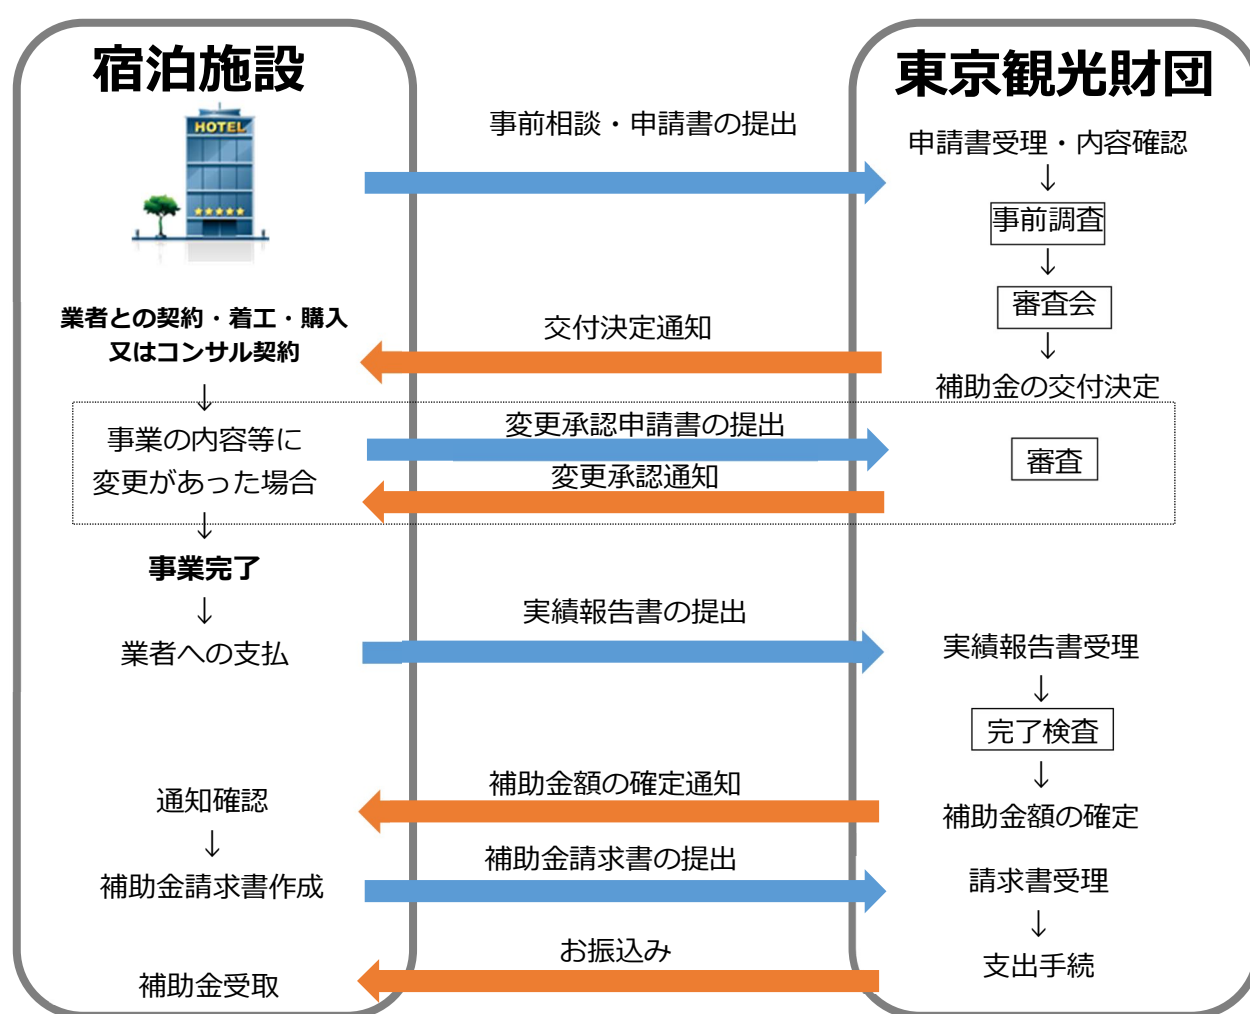 宿泊施設
東京観光財団
HOTEL
事前相談・申請書の提出
申請書受理・内容確認
↓
事前調査
↓
審査会
↓
補助金の交付決定
交付決定通知
業者との契約・着工・購入
又はコンサル契約
↓
事業の内容等に
変更があった場合
変更承認申請書の提出
審査
変更承認通知
↓
事業完了
↓
業者への支払
実績報告書の提出
実績報告書受理
↓
完了検査
↓
補助金額の確定
補助金額の確定通知
通知確認
↓
補助金請求書作成
補助金請求書の提出
請求書受理
↓
支出手続
お振込み
補助金受取